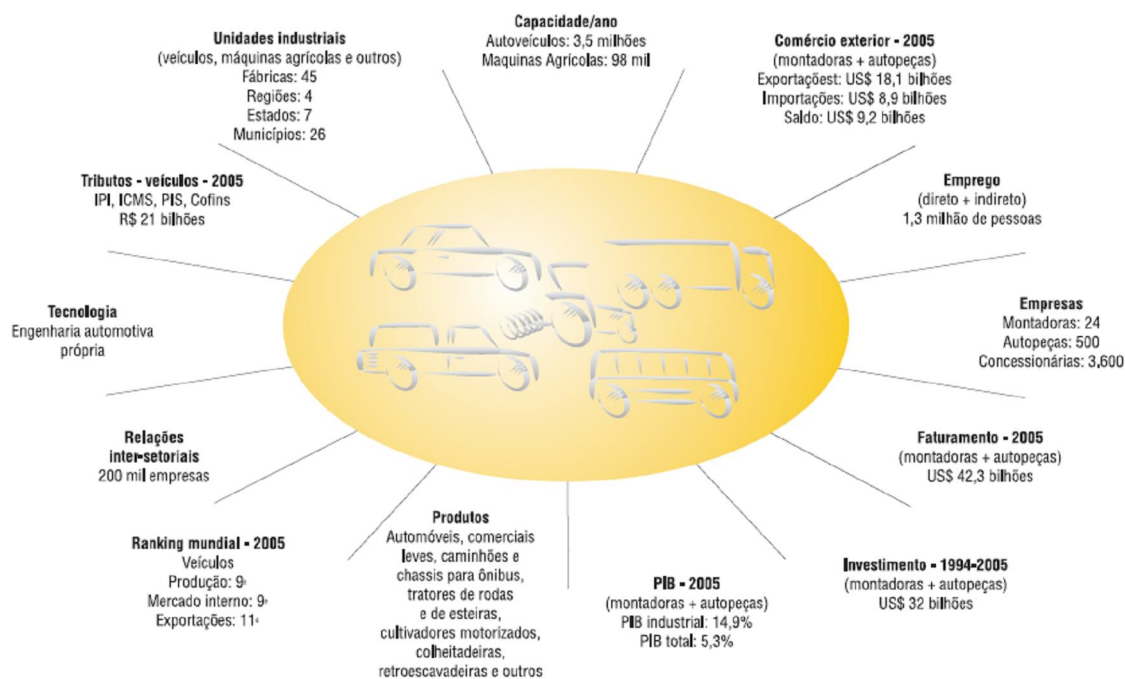 Capacidade/ano
Autoveículos: 3,5 milhões
Maquinas Agrícolas: 98 mil
Comércio exterior - 2005
(montadoras + autopeças)
Exportaçõest: US$ 18,1 bilhões
Importações: US$ 8,9 bilhões
Saldo: US$ 9,2 bilhões
Emprego
(direto + indireto)
1,3 milhão de pessoas
Empresas
Montadoras: 24
Autopeças: 500
Concessionárias: 3,600
Faturamento - 2005
(montadoras + autopeças)
US$ 42,3 bilhões
Investimento - 1994-2005
(montadoras + autopeças)
US$ 32 bilhões
PIB - 2005
(montadoras + autopeças)
PIB industrial: 14,9%
PIB total: 5,3%
Produtos
Automóveis, comerciais
leves, caminhões e
chassis para ônibus,
tratores de rodas
e de esteiras,
cultivadores motorizados,
colheitadeiras,
retroescavadeiras e outros
Ranking mundial - 2005
Veículos
Produção: 9º
Mercado interno: 9º
Exportações: 11ª
Relações
inter-setoriais
200 mil empresas
Tecnologia
Engenharia automotiva
própria
Tributos - veículos - 2005
IPI, ICMS, PIS, Cofins
R$ 21 bilhões
Unidades industriais
(veículos, máquinas agrícolas e outros)
Fábricas: 45
Regiões: 4
Estados: 7
Municípios: 26